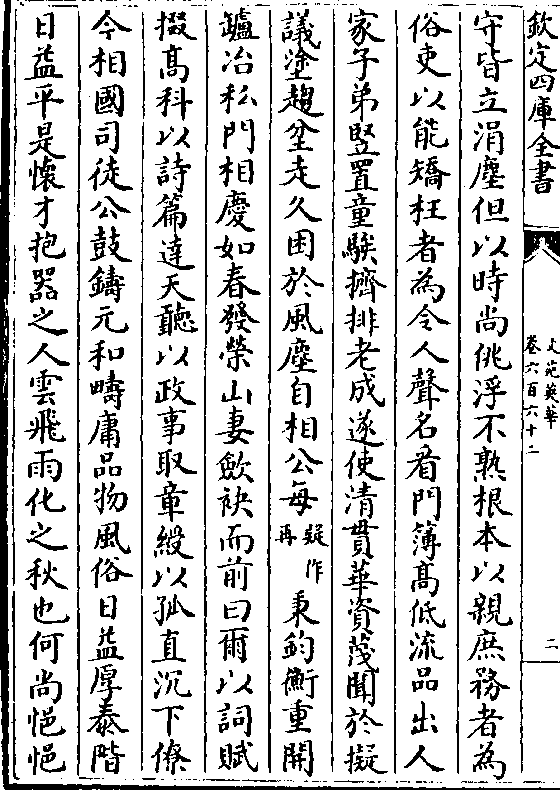 欽定四庫全書
文苑英華
卷六百六十二
二
守皆立涓塵但以時尚佻浮不熟根本以親庶務者為
俗吏以能矯枉者為令人聲名看門簿高低流品出人
家子弟竪置童騃擠排老成遂使清貫華資蔑聞於擬
議塗趨坌走久困於風塵自相公每疑作再秉鈞衡重開
鑪冶私門相慶如春發榮山妻斂袂而前曰爾以詞賦
掇高科以詩篇達天聽以政事取章綬以孤直沉下僚
今相國司徒公鼓鑄元和疇庸品物風俗日益厚泰階
日益平是懷才抱器之人雲飛雨化之秋也何尚悒悒